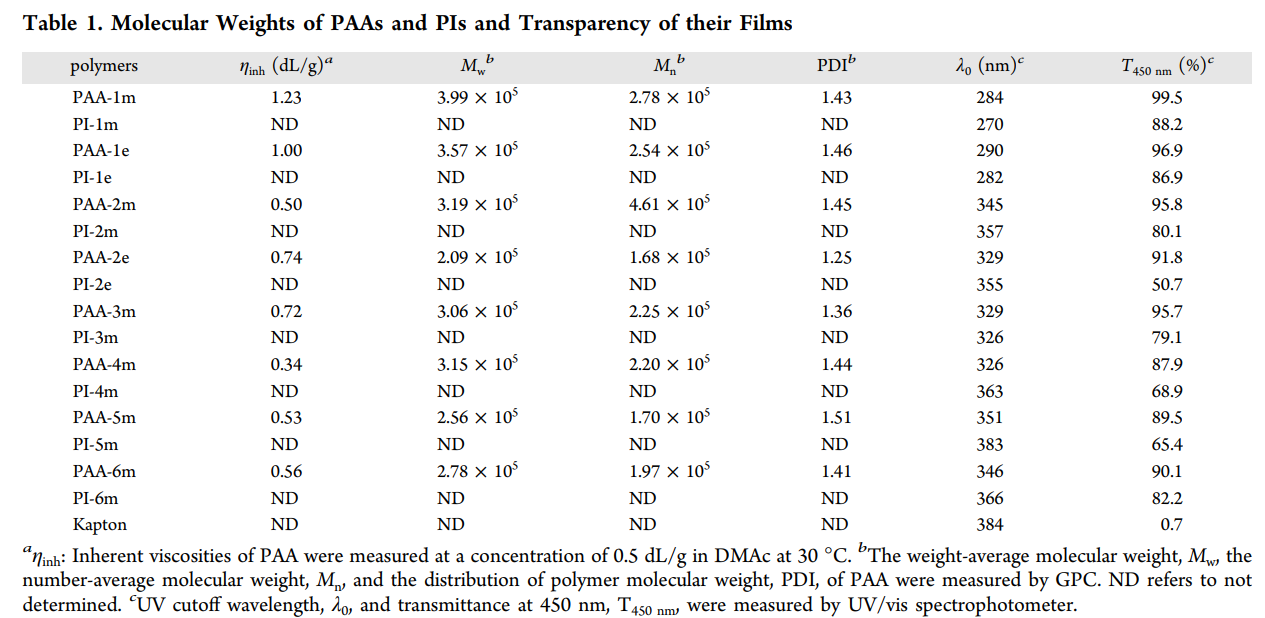 Table 1. Molecular Weights of PAAs and PIs and Transparency of their Films
polymers η_inh (dL/g)^a M_w^b M_n^b PDI^b λ_0 (nm)^c T_450 nm (%)^c
PAA-1m 1.23 3.99 × 10^5 2.78 × 10^5 1.43 284 99.5
PI-1m ND ND ND ND 270 88.2
PAA-1e 1.00 3.57 × 10^5 2.54 × 10^5 1.46 290 96.9
PI-1e ND ND ND ND 282 86.9
PAA-2m 0.50 3.19 × 10^5 4.61 × 10^5 1.45 345 95.8
PI-2m ND ND ND ND 357 80.1
PAA-2e 0.74 2.09 × 10^5 1.68 × 10^5 1.25 329 91.8
PI-2e ND ND ND ND 355 50.7
PAA-3m 0.72 3.06 × 10^5 2.25 × 10^5 1.36 329 95.7
PI-3m ND ND ND ND 326 79.1
PAA-4m 0.34 3.15 × 10^5 2.20 × 10^5 1.44 326 87.9
PI-4m ND ND ND ND 363 68.9
PAA-5m 0.53 2.56 × 10^5 1.70 × 10^5 1.51 351 89.5
PI-5m ND ND ND ND 383 65.4
PAA-6m 0.56 2.78 × 10^5 1.97 × 10^5 1.41 346 90.1
PI-6m ND ND ND ND 366 82.2
Kapton ND ND ND ND 384 0.7
^aη_inh: Inherent viscosities of PAA were measured at a concentration of 0.5 dL/g in DMAc at 30 °C. ^bThe weight-average molecular weight, M_w, the
number-average molecular weight, M_n, and the distribution of polymer molecular weight, PDI, of PAA were measured by GPC. ND refers to not
determined. ^cUV cutoff wavelength, λ_0, and transmittance at 450 nm, T_450 nm, were measured by UV/vis spectrophotometer.